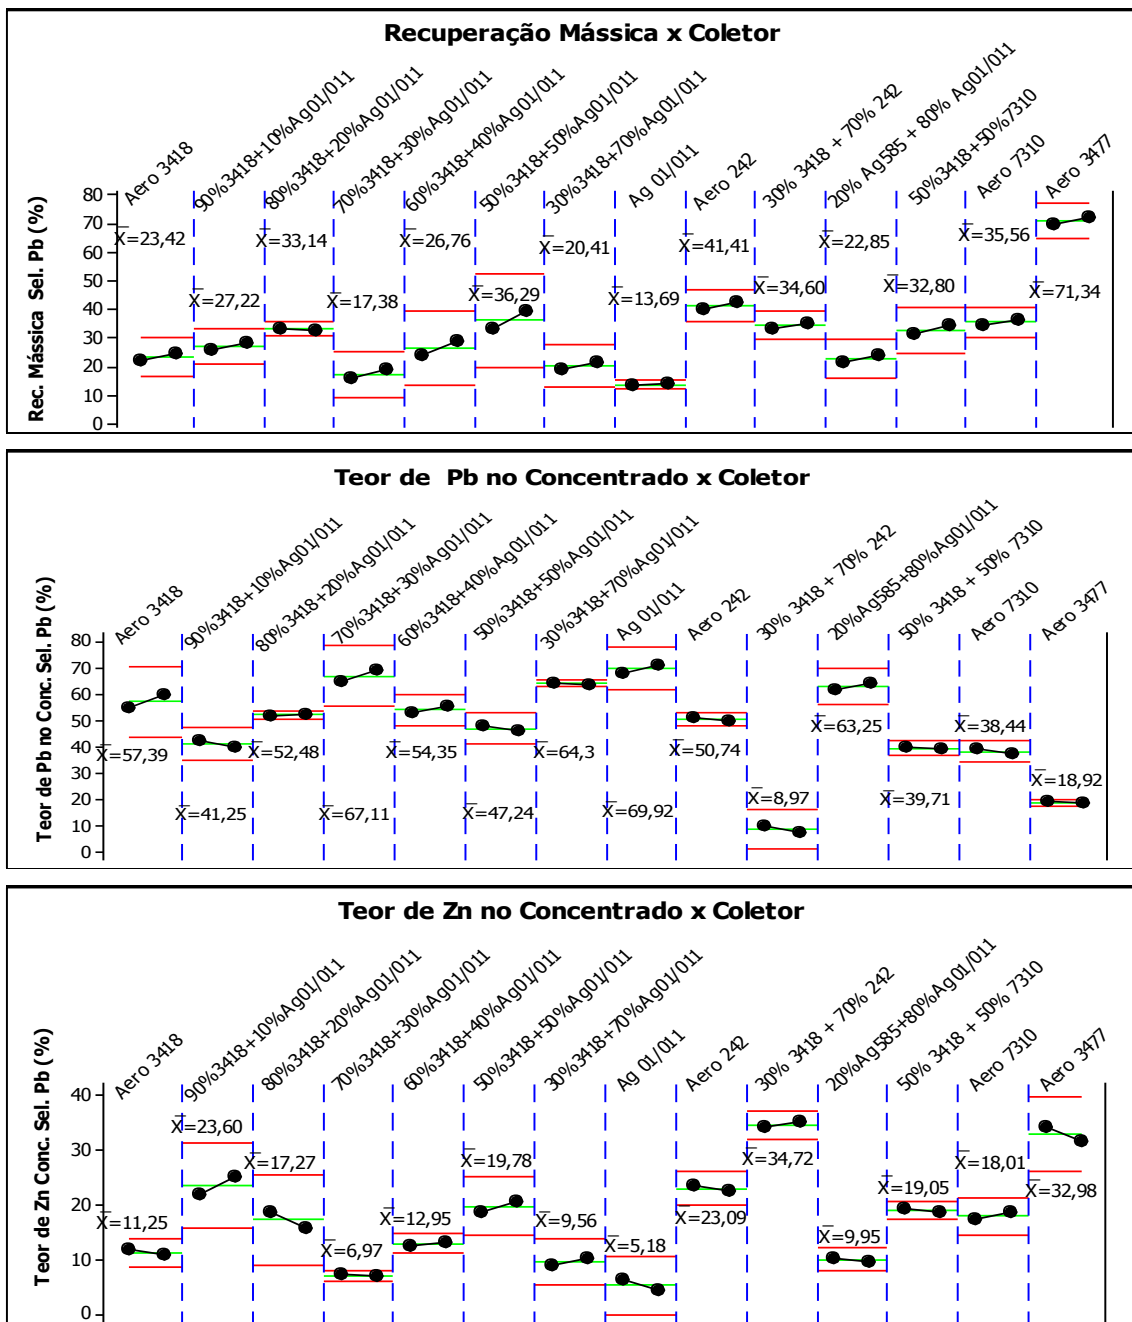 Recuperação Mássica x Coletor
Aero 3418
90%3418+10%Ag01/011
80%3418+20%Ag01/011
70%3418+30%Ag01/011
60%3418+40%Ag01/011
50%3418+50%Ag01/011
30%3418+70%Ag01/011
Ag 01/011
Aero 242
30% 3418 + 70% 242
20% Ag585 + 80% Ag01/011
50%3418+50%7310
Aero 7310
Aero 3477
Rec. Mássica Sel. Pb (%)
80
70
60
50
40
30
20
10
0
X̄=23,42
X̄=27,22
X̄=33,14
X̄=17,38
X̄=26,76
X̄=36,29
X̄=20,41
X̄=13,69
X̄=41,41
X̄=34,60
X̄=22,85
X̄=32,80
X̄=35,56
X̄=71,34
Teor de Pb no Concentrado x Coletor
Aero 3418
90%3418+10%Ag01/011
80%3418+20%Ag01/011
70%3418+30%Ag01/011
60%3418+40%Ag01/011
50%3418+50%Ag01/011
30%3418+70%Ag01/011
Ag 01/011
Aero 242
30% 3418 + 70% 242
20%Ag585+80%Ag01/011
50% 3418 + 50% 7310
Aero 7310
Aero 3477
Teor de Pb no Conc. Sel. Pb (%)
80
70
60
50
40
30
20
10
0
X̄=57,39
X̄=41,25
X̄=52,48
X̄=67,11
X̄=54,35
X̄=47,24
X̄=64,3
X̄=69,92
X̄=50,74
X̄=8,97
X̄=63,25
X̄=39,71
X̄=38,44
X̄=18,92
Teor de Zn no Concentrado x Coletor
Aero 3418
90%3418+10%Ag01/011
80%3418+20%Ag01/011
70%3418+30%Ag01/011
60%3418+40%Ag01/011
50%3418+50%Ag01/011
30%3418+70%Ag01/011
Ag 01/011
Aero 242
30% 3418 + 70% 242
20%Ag585+80%Ag01/011
50% 3418 + 50% 7310
Aero 7310
Aero 3477
Teor de Zn Conc. Sel. Pb (%)
40
30
20
10
0
X̄=11,25
X̄=23,60
X̄=17,27
X̄=6,97
X̄=12,95
X̄=19,78
X̄=9,56
X̄=5,18
X̄=23,09
X̄=34,72
X̄=9,95
X̄=19,05
X̄=18,01
X̄=32,98